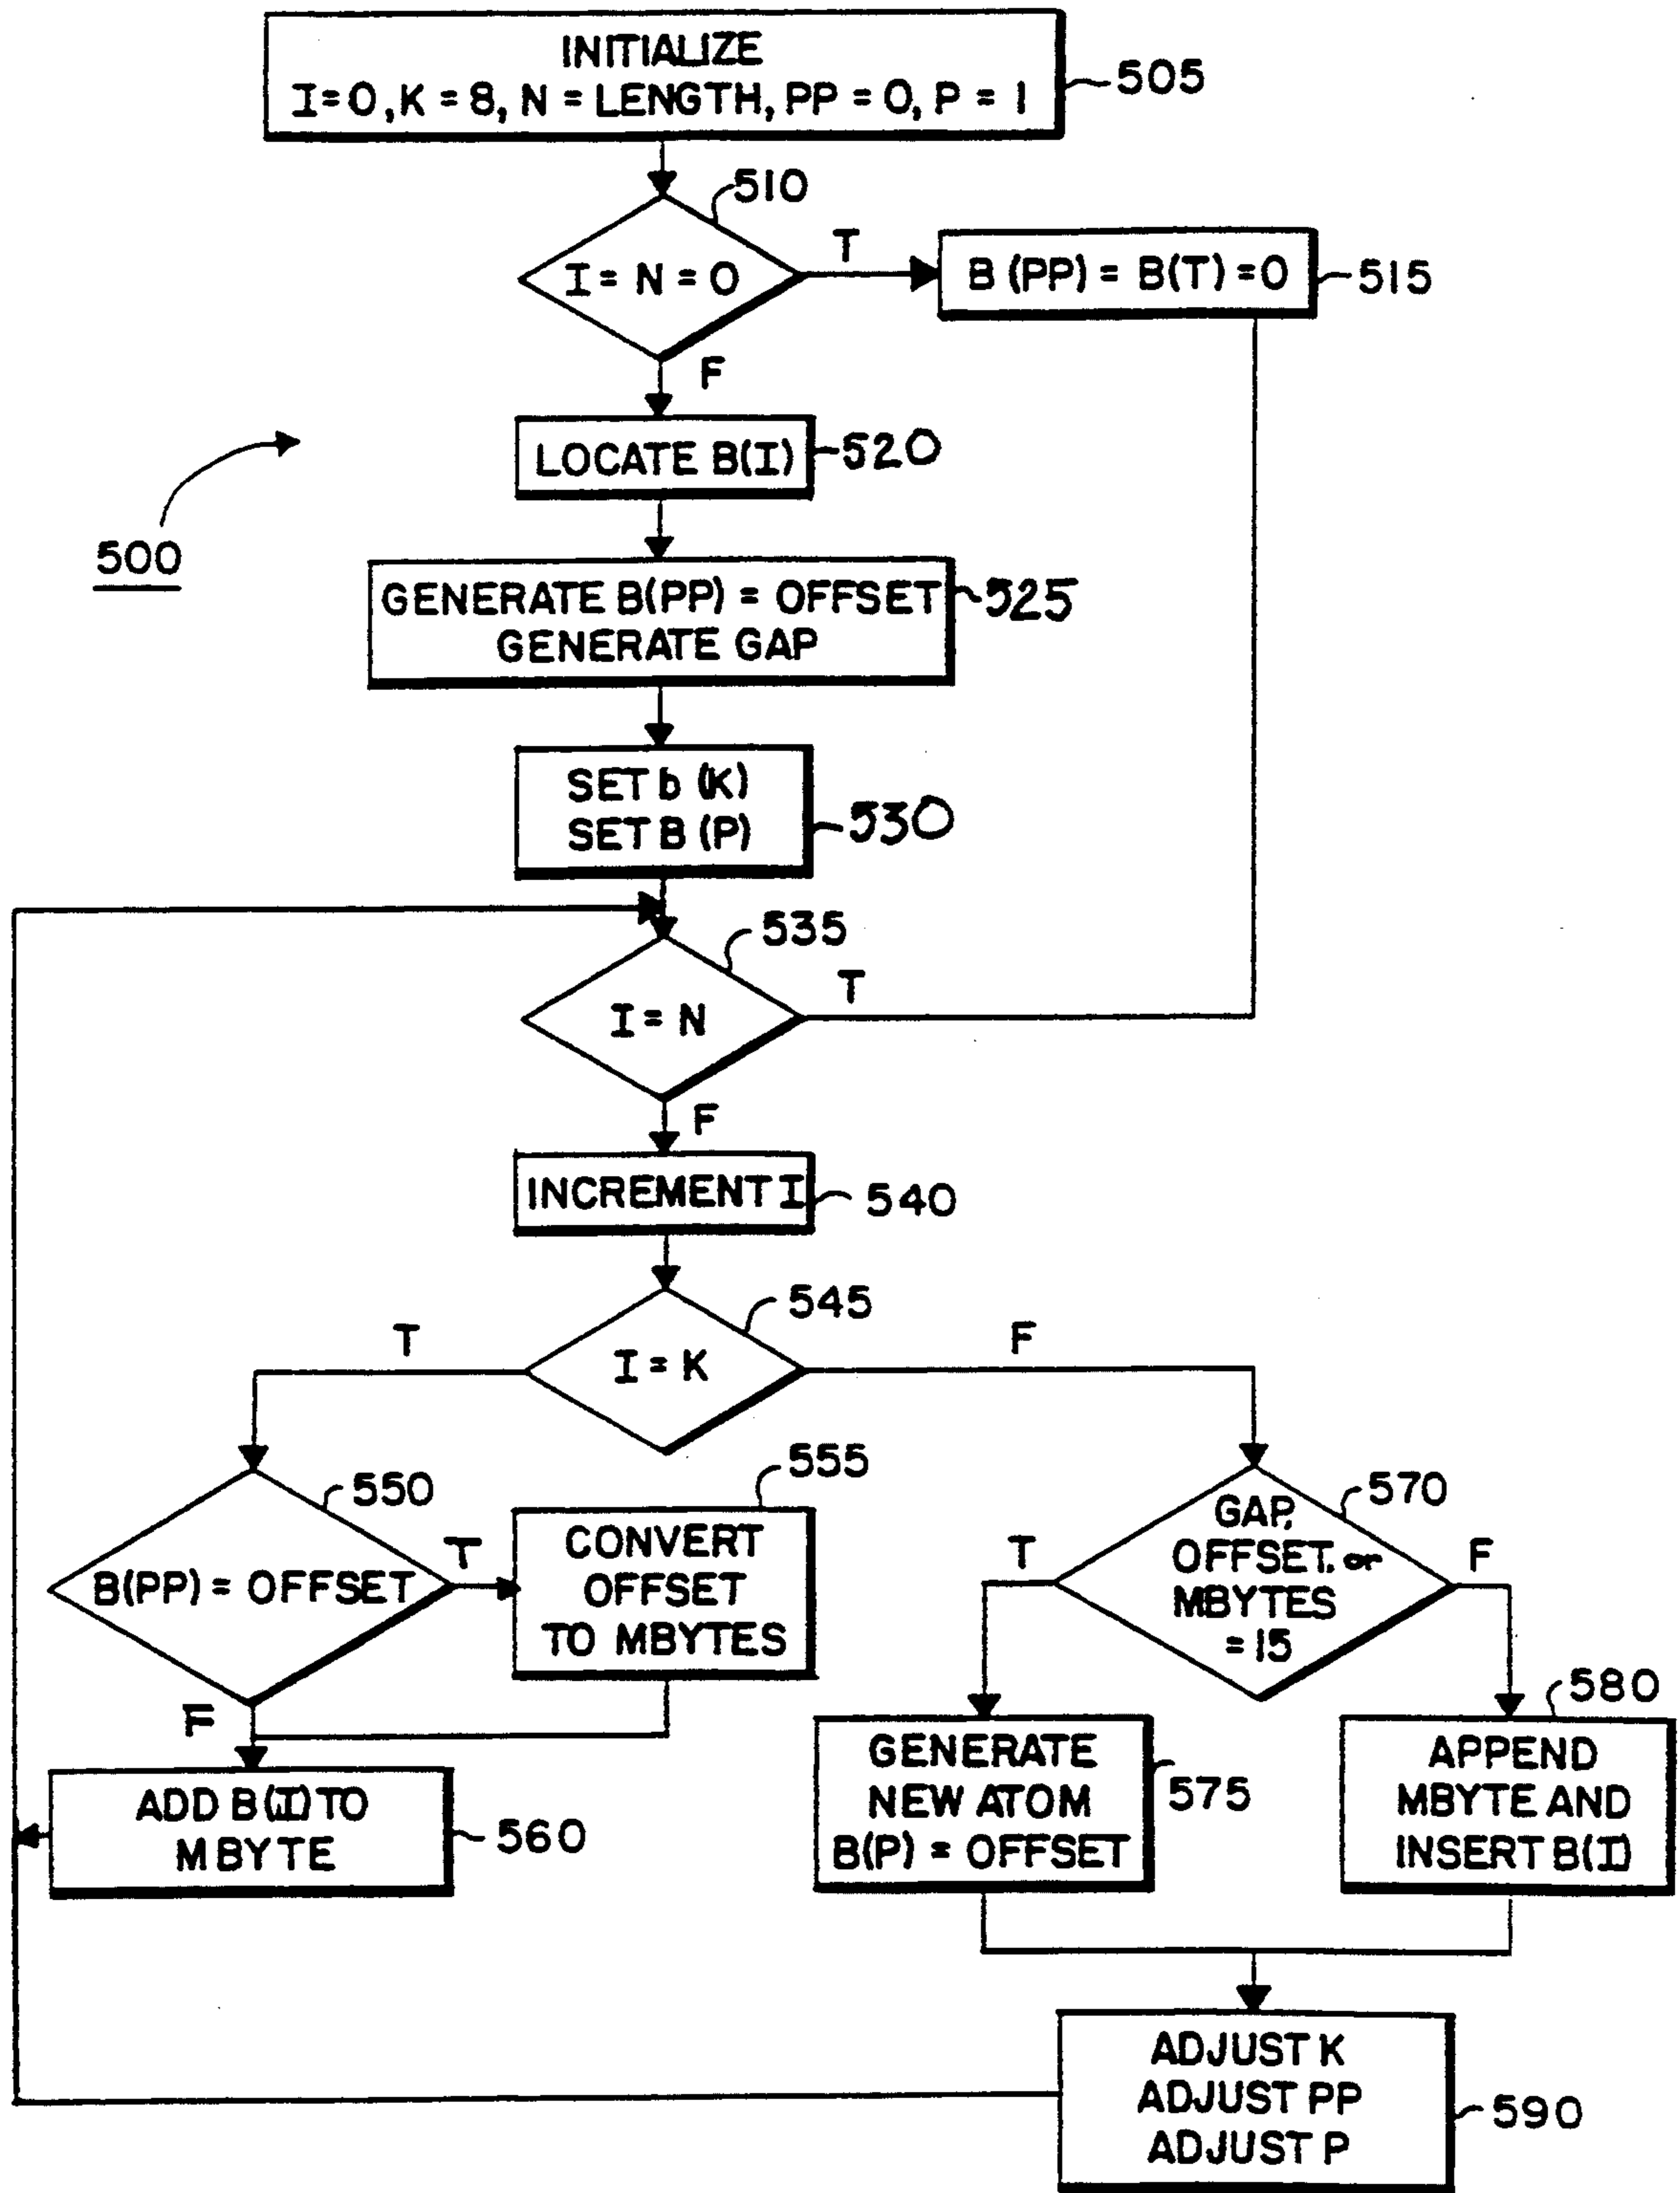 INITIALIZE
I=0, K=8, N = LENGTH, PP = 0, P = 1
505
510
I = N = 0
T
B (PP) = B(T) = 0
515
F
LOCATE B(I)
520
500
GENERATE B(PP) = OFFSET
GENERATE GAP
525
SET b (K)
SET B (P)
530
535
I = N
T
F
INCREMENT I
540
545
I = K
T
F
550
B(PP) = OFFSET
T
F
555
CONVERT
OFFSET
TO MBYTES
570
GAP,
OFFSET. or
MBYTES
= 15
T
F
ADD B(I) TO
MBYTE
560
GENERATE
NEW ATOM
B(P) = OFFSET
575
580
APPEND
MBYTE AND
INSERT B(I)
ADJUST K
ADJUST PP
ADJUST P
590